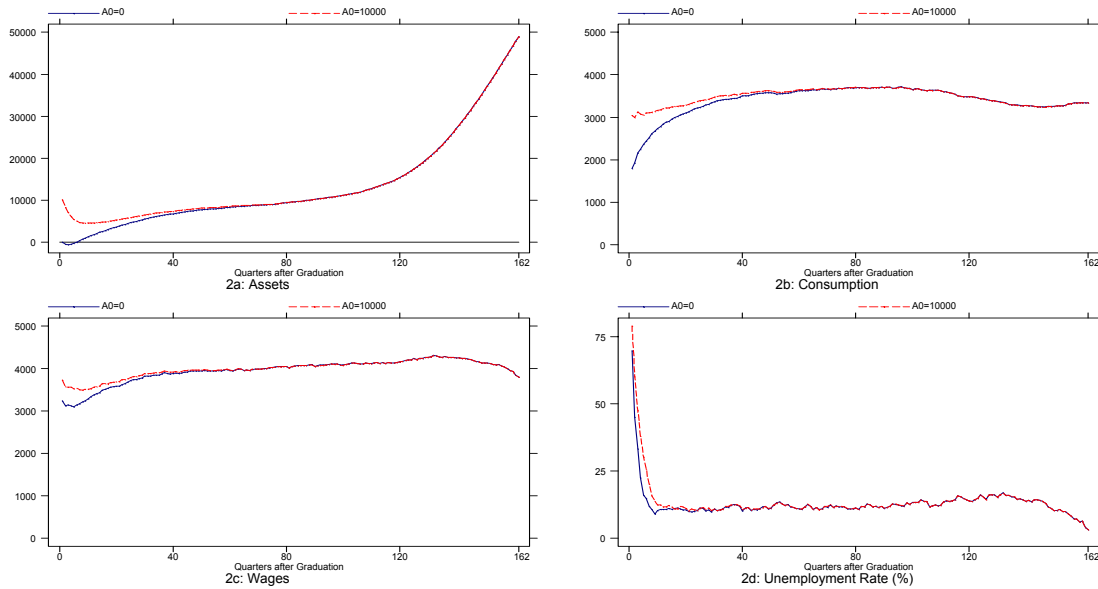 A0=0 A0=10000
50000
40000
30000
20000
10000
0
0 40 80 120 162
Quarters after Graduation
2a: Assets
A0=0 A0=10000
5000
4000
3000
2000
1000
0
0 40 80 120 162
Quarters after Graduation
2b: Consumption
A0=0 A0=10000
5000
4000
3000
2000
1000
0
0 40 80 120 162
Quarters after Graduation
2c: Wages
A0=0 A0=10000
75
50
25
0
0 40 80 120 162
Quarters after Graduation
2d: Unemployment Rate (%)